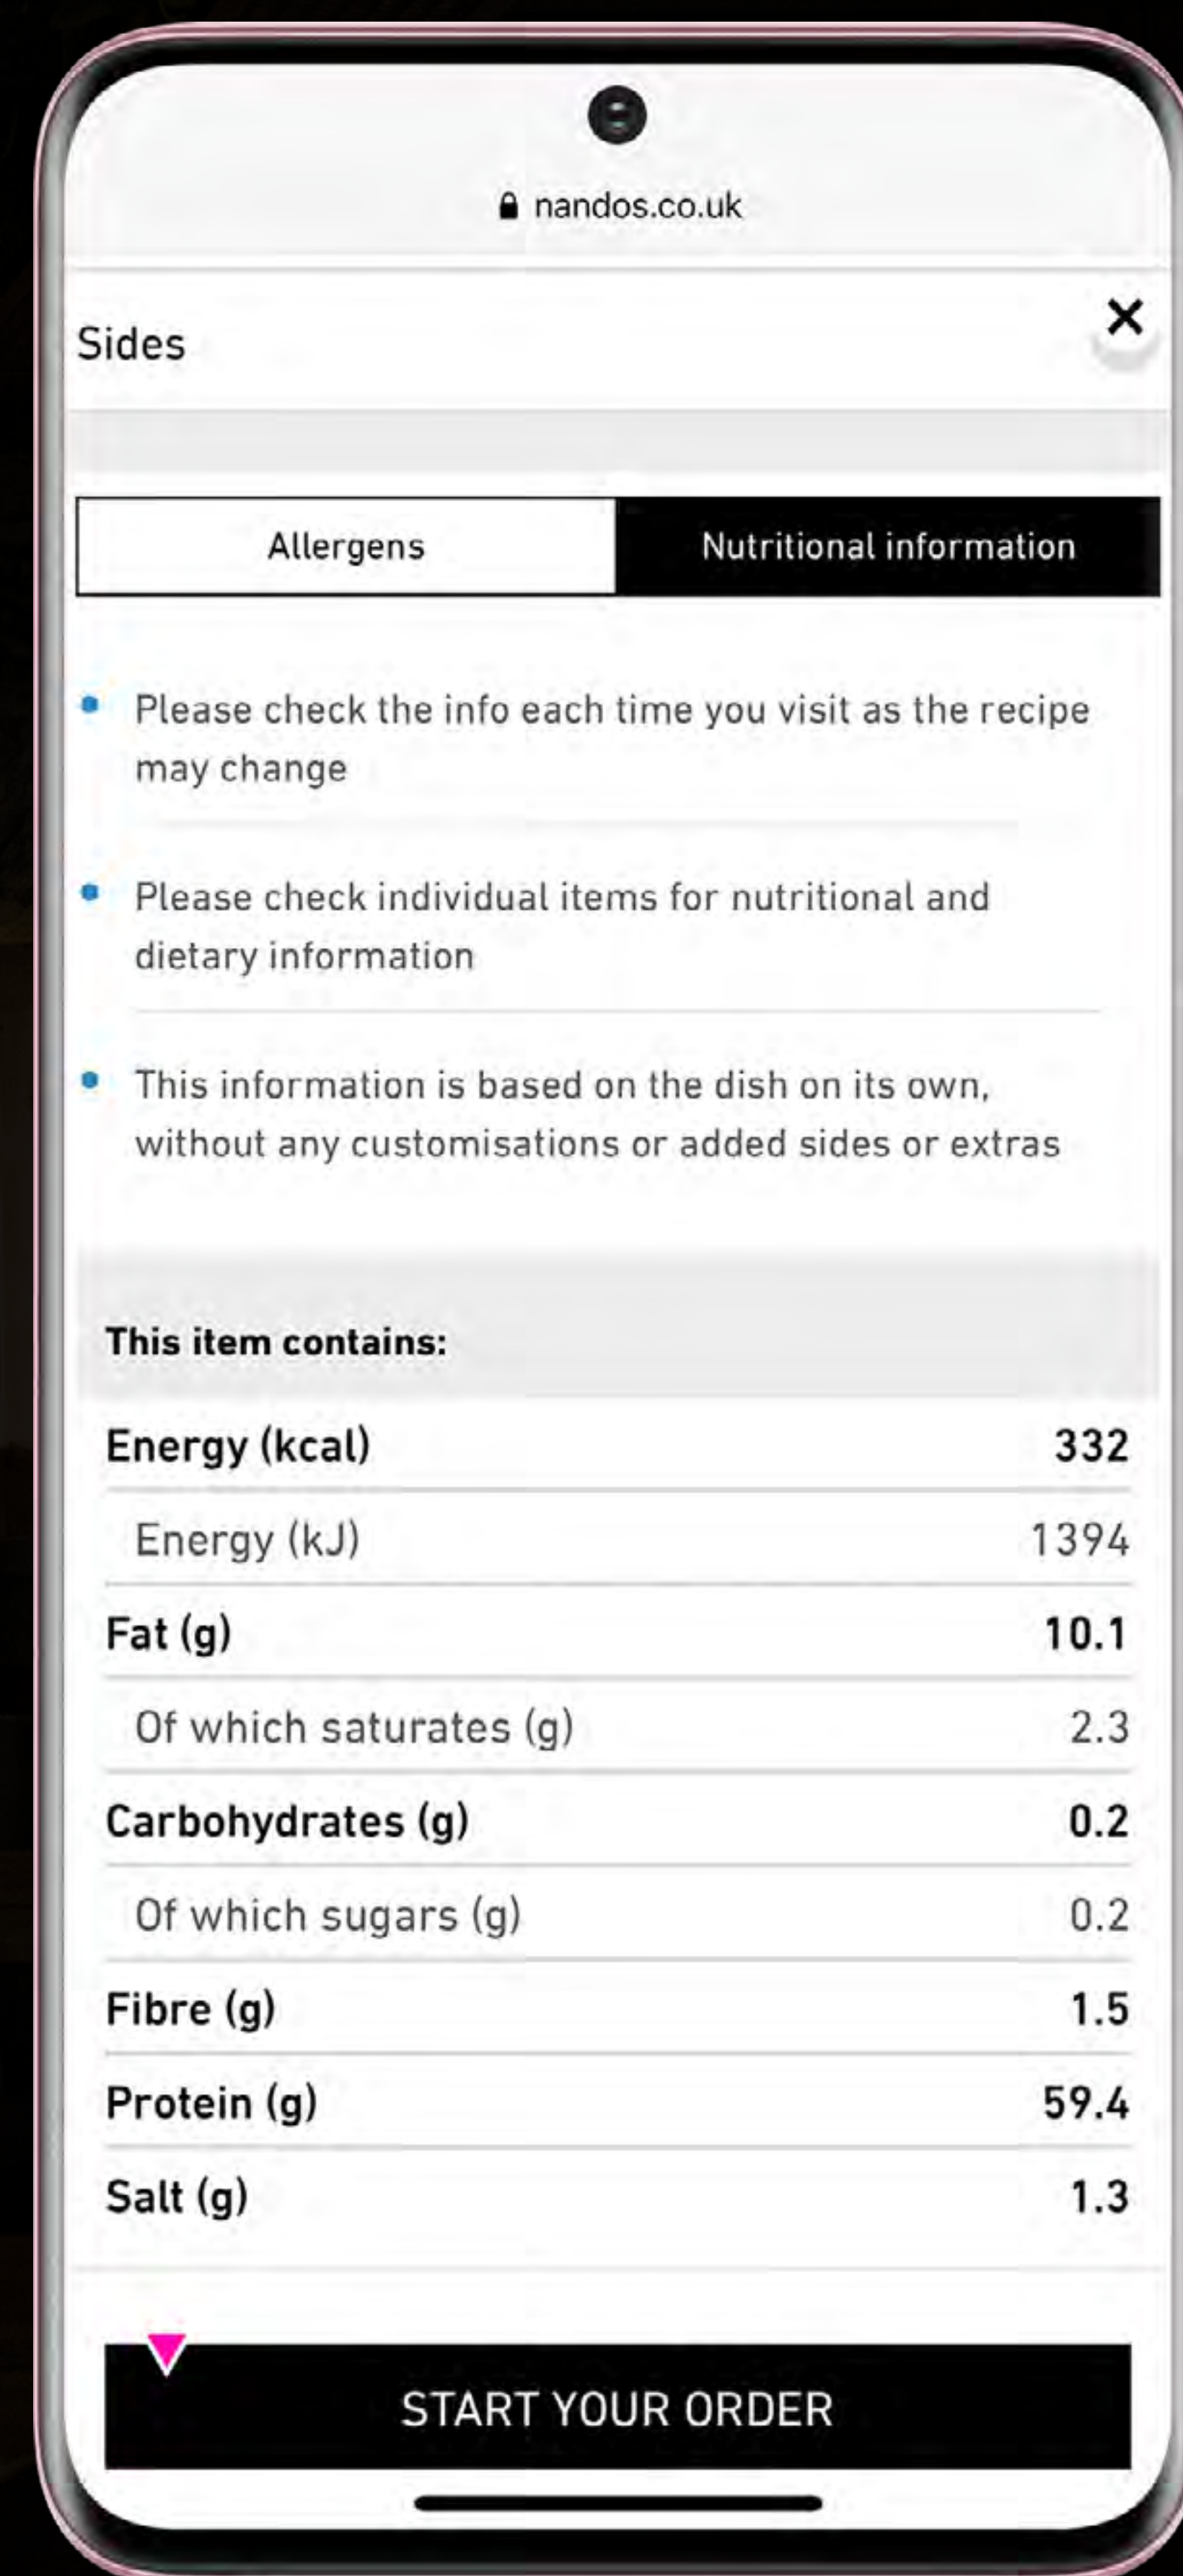 nandos.co.uk
Sides
Allergens
Nutritional information
Please check the info each time you visit as the recipe
may change
Please check individual items for nutritional and
dietary information
This information is based on the dish on its own,
without any customisations or added sides or extras
This item contains:
Energy (kcal) 332
Energy (kJ) 1394
Fat (g) 10.1
Of which saturates (g) 2.3
Carbohydrates (g) 0.2
Of which sugars (g) 0.2
Fibre (g) 1.5
Protein (g) 59.4
Salt (g) 1.3
START YOUR ORDER